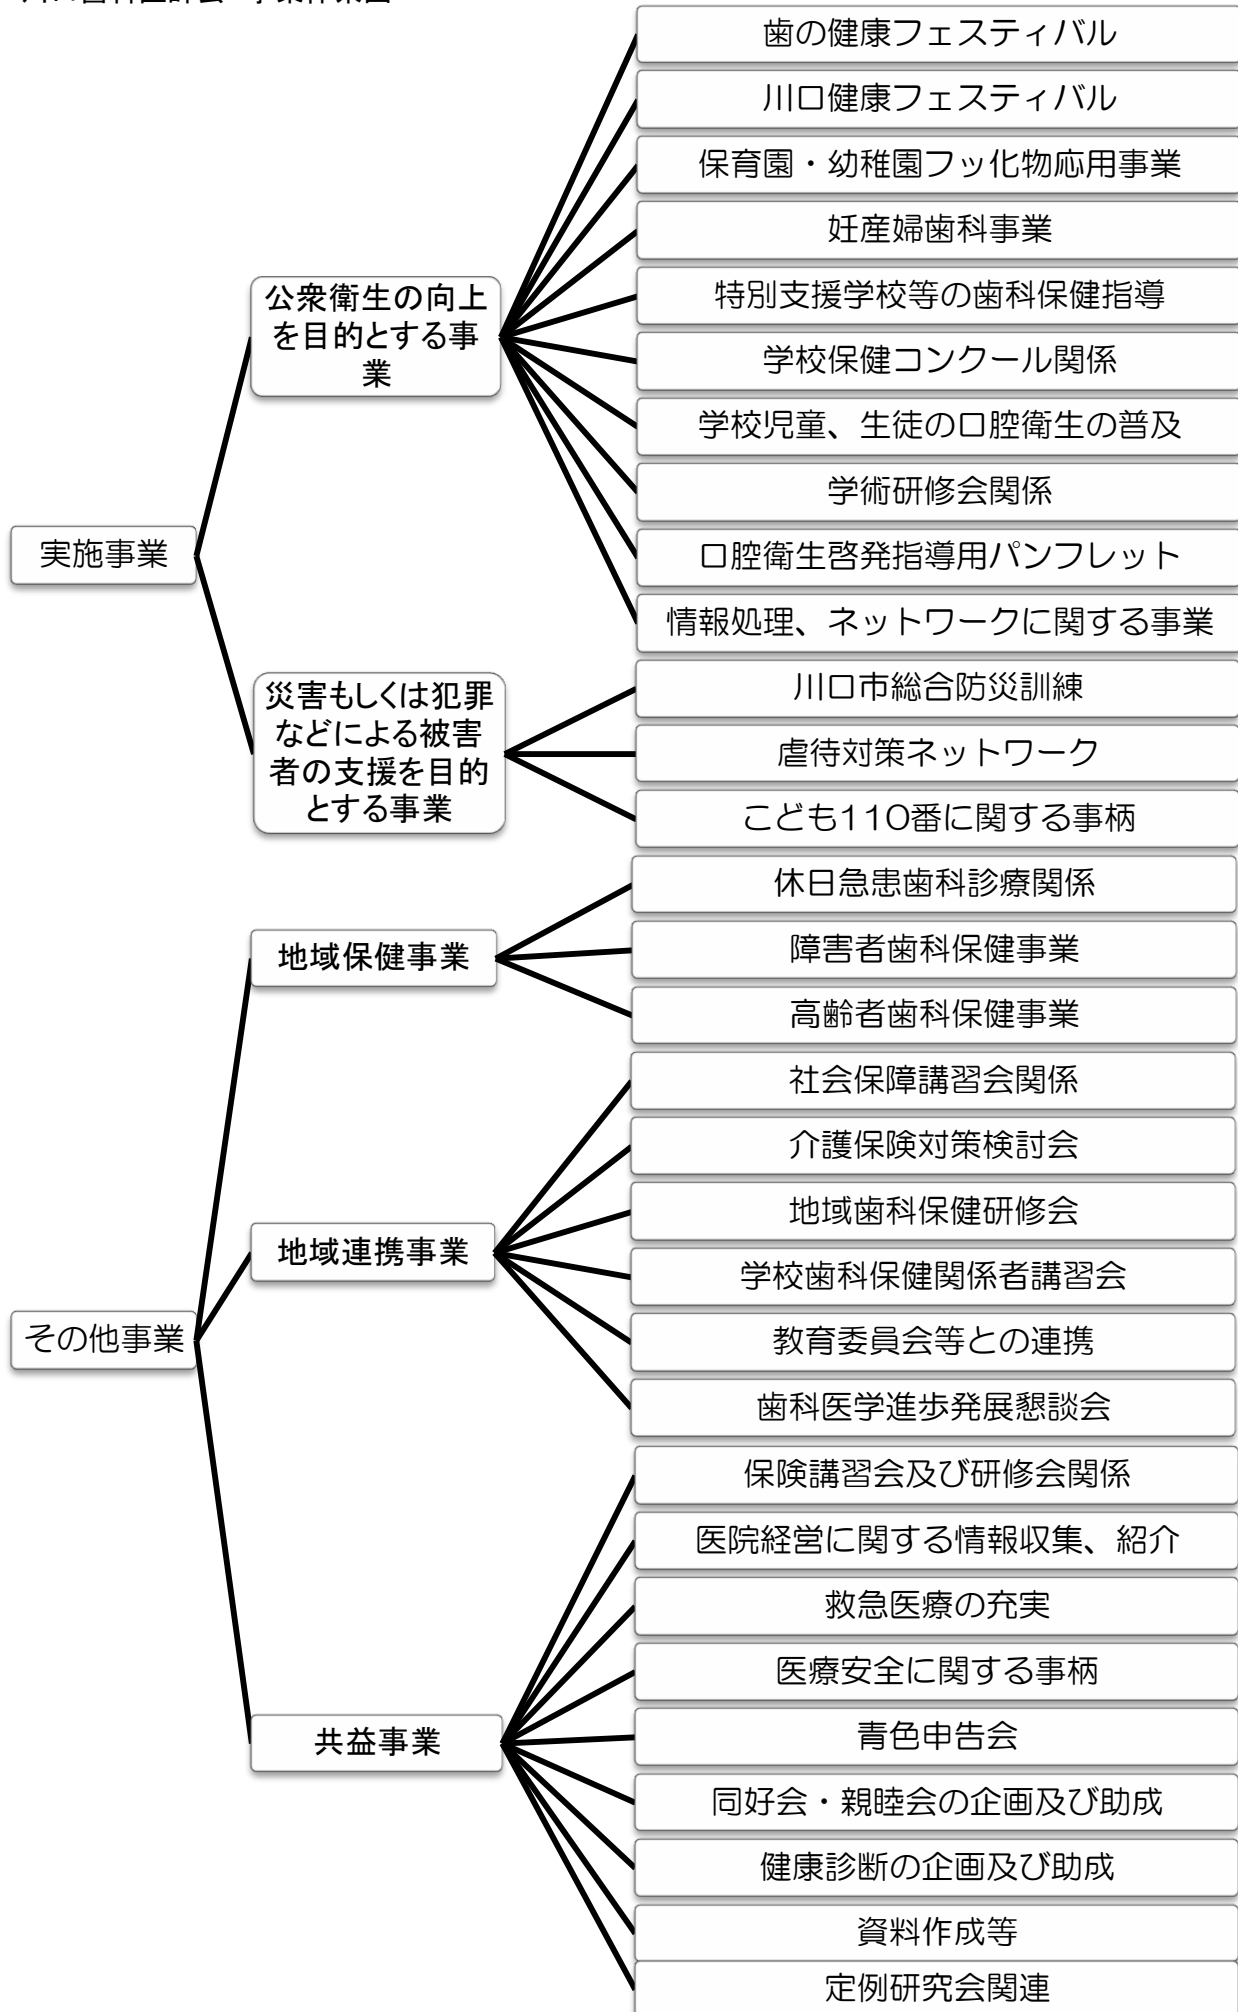 歯の健康フェスティバル
川口健康フェスティバル
保育園・幼稚園フッ化物応用事業
妊産婦歯科事業
公衆衛生の向上
を目的とする事
業
特別支援学校等の歯科保健指導
学校保健コンクール関係
学校児童、生徒の口腔衛生の普及
学術研修会関係
実施事業
口腔衛生啓発指導用パンフレット
情報処理、ネットワークに関する事業
災害もしくは犯罪
などによる被害
者の支援を目的
とする事業
川口市総合防災訓練
虐待対策ネットワーク
こども110番に関する事柄
休日急患歯科診療関係
地域保健事業
障害者歯科保健事業
高齢者歯科保健事業
社会保障講習会関係
介護保険対策検討会
地域歯科保健研修会
地域連携事業
学校歯科保健関係者講習会
その他事業
教育委員会等との連携
歯科医学進歩発展懇談会
保険講習会及び研修会関係
医院経営に関する情報収集、紹介
救急医療の充実
医療安全に関する事柄
共益事業
青色申告会
同好会・親睦会の企画及び助成
健康診断の企画及び助成
資料作成等
定例研究会関連